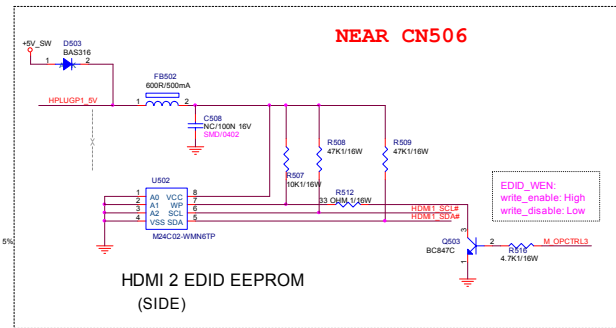 NEAR CN506
+5V_SW
D503
BAS316
1
2
FB502
600R/500mA
HPLUGP1_5V
1
2
C508
NC/100N 16V
SMD/0402
R508
47K1/16W
R509
47K1/16W
R507
10K1/16W
U502
1 A0 VCC 8
2 A1 WP 7
3 A2 SCL 6
4 VSS SDA 5
M24C02-WMN6TP
R512
33 OHM 1/16W
HDMI1_SCL#
HDMI1_SDA#
EDID_WEN:
write_enable: High
write_disable: Low
5%
3
Q503
BC847C
2
1
R516
4.7K1/16W
M_OPCTRL3
HDMI 2 EDID EEPROM
(SIDE)